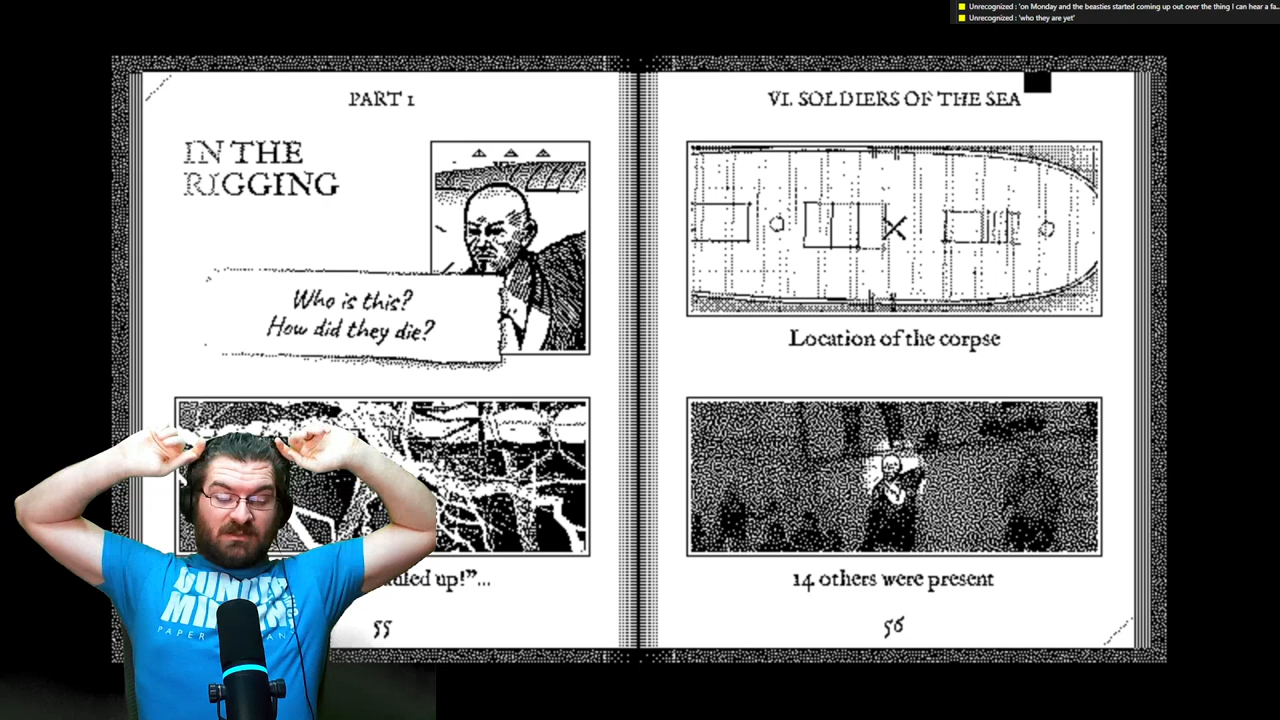 Unrecognized : 'on Monday and the beasties started coming up out over the thing I can hear a fa...
Unrecognized : 'who they are yet'
PART 1
IN THE
RIGGING
Who is this?
How did they die?
up!”...
55
VI. SOLDIERS OF THE SEA
Location of the corpse
14 others were present
56
DUNDER
MIFFLIN
PAPER